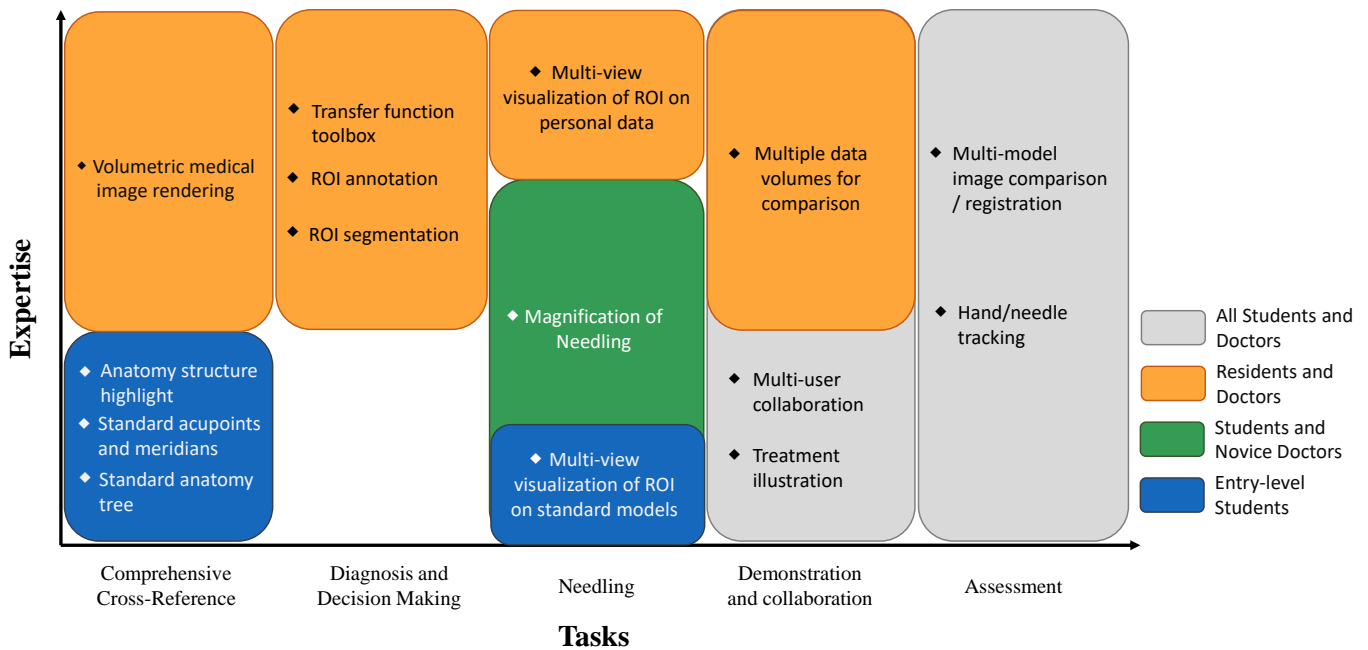 Expertise
Volumetric medical
image rendering
Anatomy structure
highlight
Standard acupoints
and meridians
Standard anatomy
tree
Transfer function
toolbox
ROI annotation
ROI segmentation
Multi-view
visualization of ROI on
personal data
Magnification of
Needling
Multi-view
visualization of ROI
on standard models
Multiple data
volumes for
comparison
Multi-user
collaboration
Treatment
illustration
Multi-model
image comparison
/ registration
Hand/needle
tracking
All Students and
Doctors
Residents and
Doctors
Students and
Novice Doctors
Entry-level
Students
Comprehensive
Cross-Reference
Diagnosis and
Decision Making
Needling
Demonstration
and collaboration
Assessment
Tasks